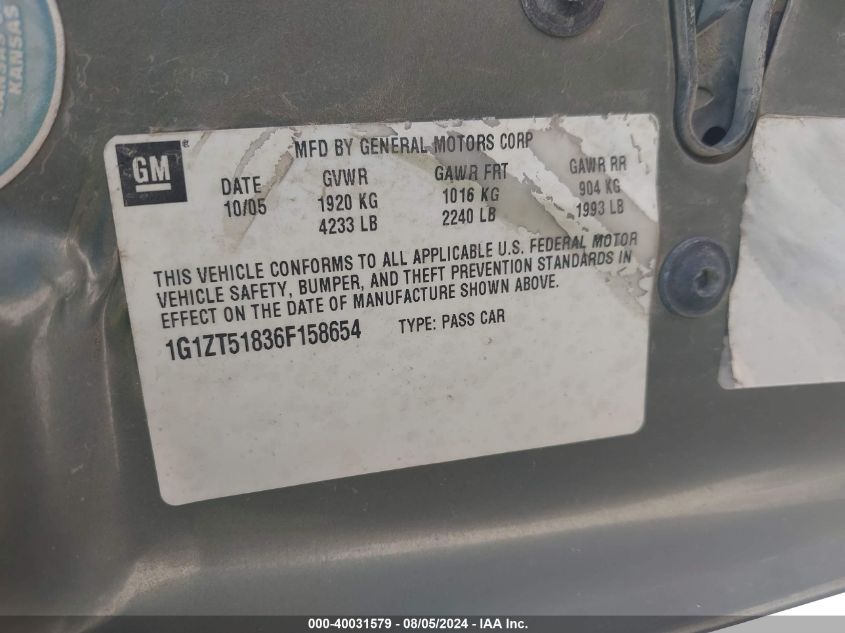 KANSAS
KANSAS
GM
®
MFD BY GENERAL MOTORS CORP
DATE GVWR GAWR FRT GAWR RR
10/05 1920 KG 1016 KG 904 KG
4233 LB 2240 LB 1993 LB
THIS VEHICLE CONFORMS TO ALL APPLICABLE U.S. FEDERAL MOTOR
VEHICLE SAFETY, BUMPER, AND THEFT PREVENTION STANDARDS IN
EFFECT ON THE DATE OF MANUFACTURE SHOWN ABOVE.
1G1ZT51836F158654 TYPE: PASS CAR
000-40031579 - 08/05/2024 - IAA Inc.